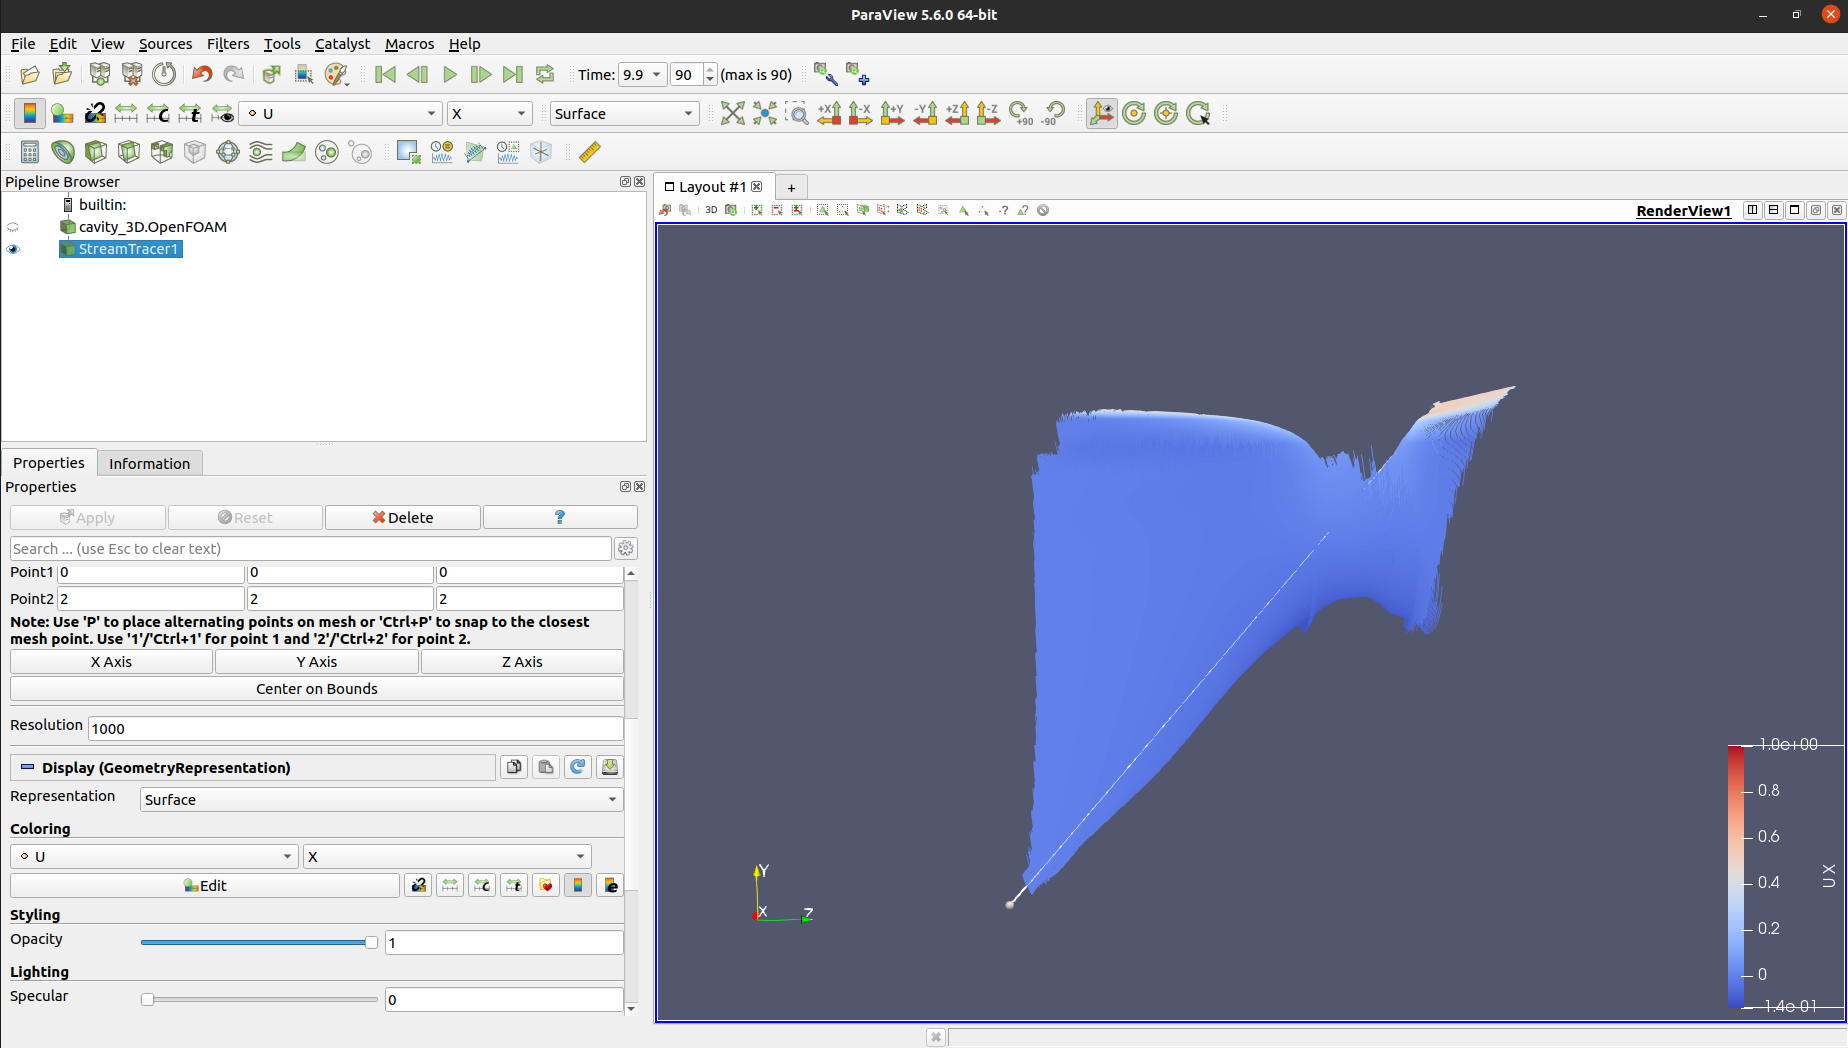 ParaView 5.6.0 64-bit
File Edit View Sources Filters Tools Catalyst Macros Help
Time: 9.9 90 (max is 90)
U X Surface
+X -X +Y -Y +Z -Z +90 -90
Pipeline Browser
builtin:
cavity_3D.OpenFOAM
StreamTracer1
Layout #1 +
3D
RenderView1
Properties Information
Properties
Apply Reset Delete ?
Search ... (use Esc to clear text)
Point1 0 0 0
Point2 2 2 2
Note: Use 'P' to place alternating points on mesh or 'Ctrl+P' to snap to the closest
mesh point. Use '1'/'Ctrl+1' for point 1 and '2'/'Ctrl+2' for point 2.
X Axis Y Axis Z Axis
Center on Bounds
Resolution 1000
Display (GeometryRepresentation)
Representation Surface
Coloring
U X
Edit
Styling
Opacity 1
Lighting
Specular 0
Y
X Z
1.0e+00
0.8
0.6
0.4
0.2
0
-1.4e-01
U X